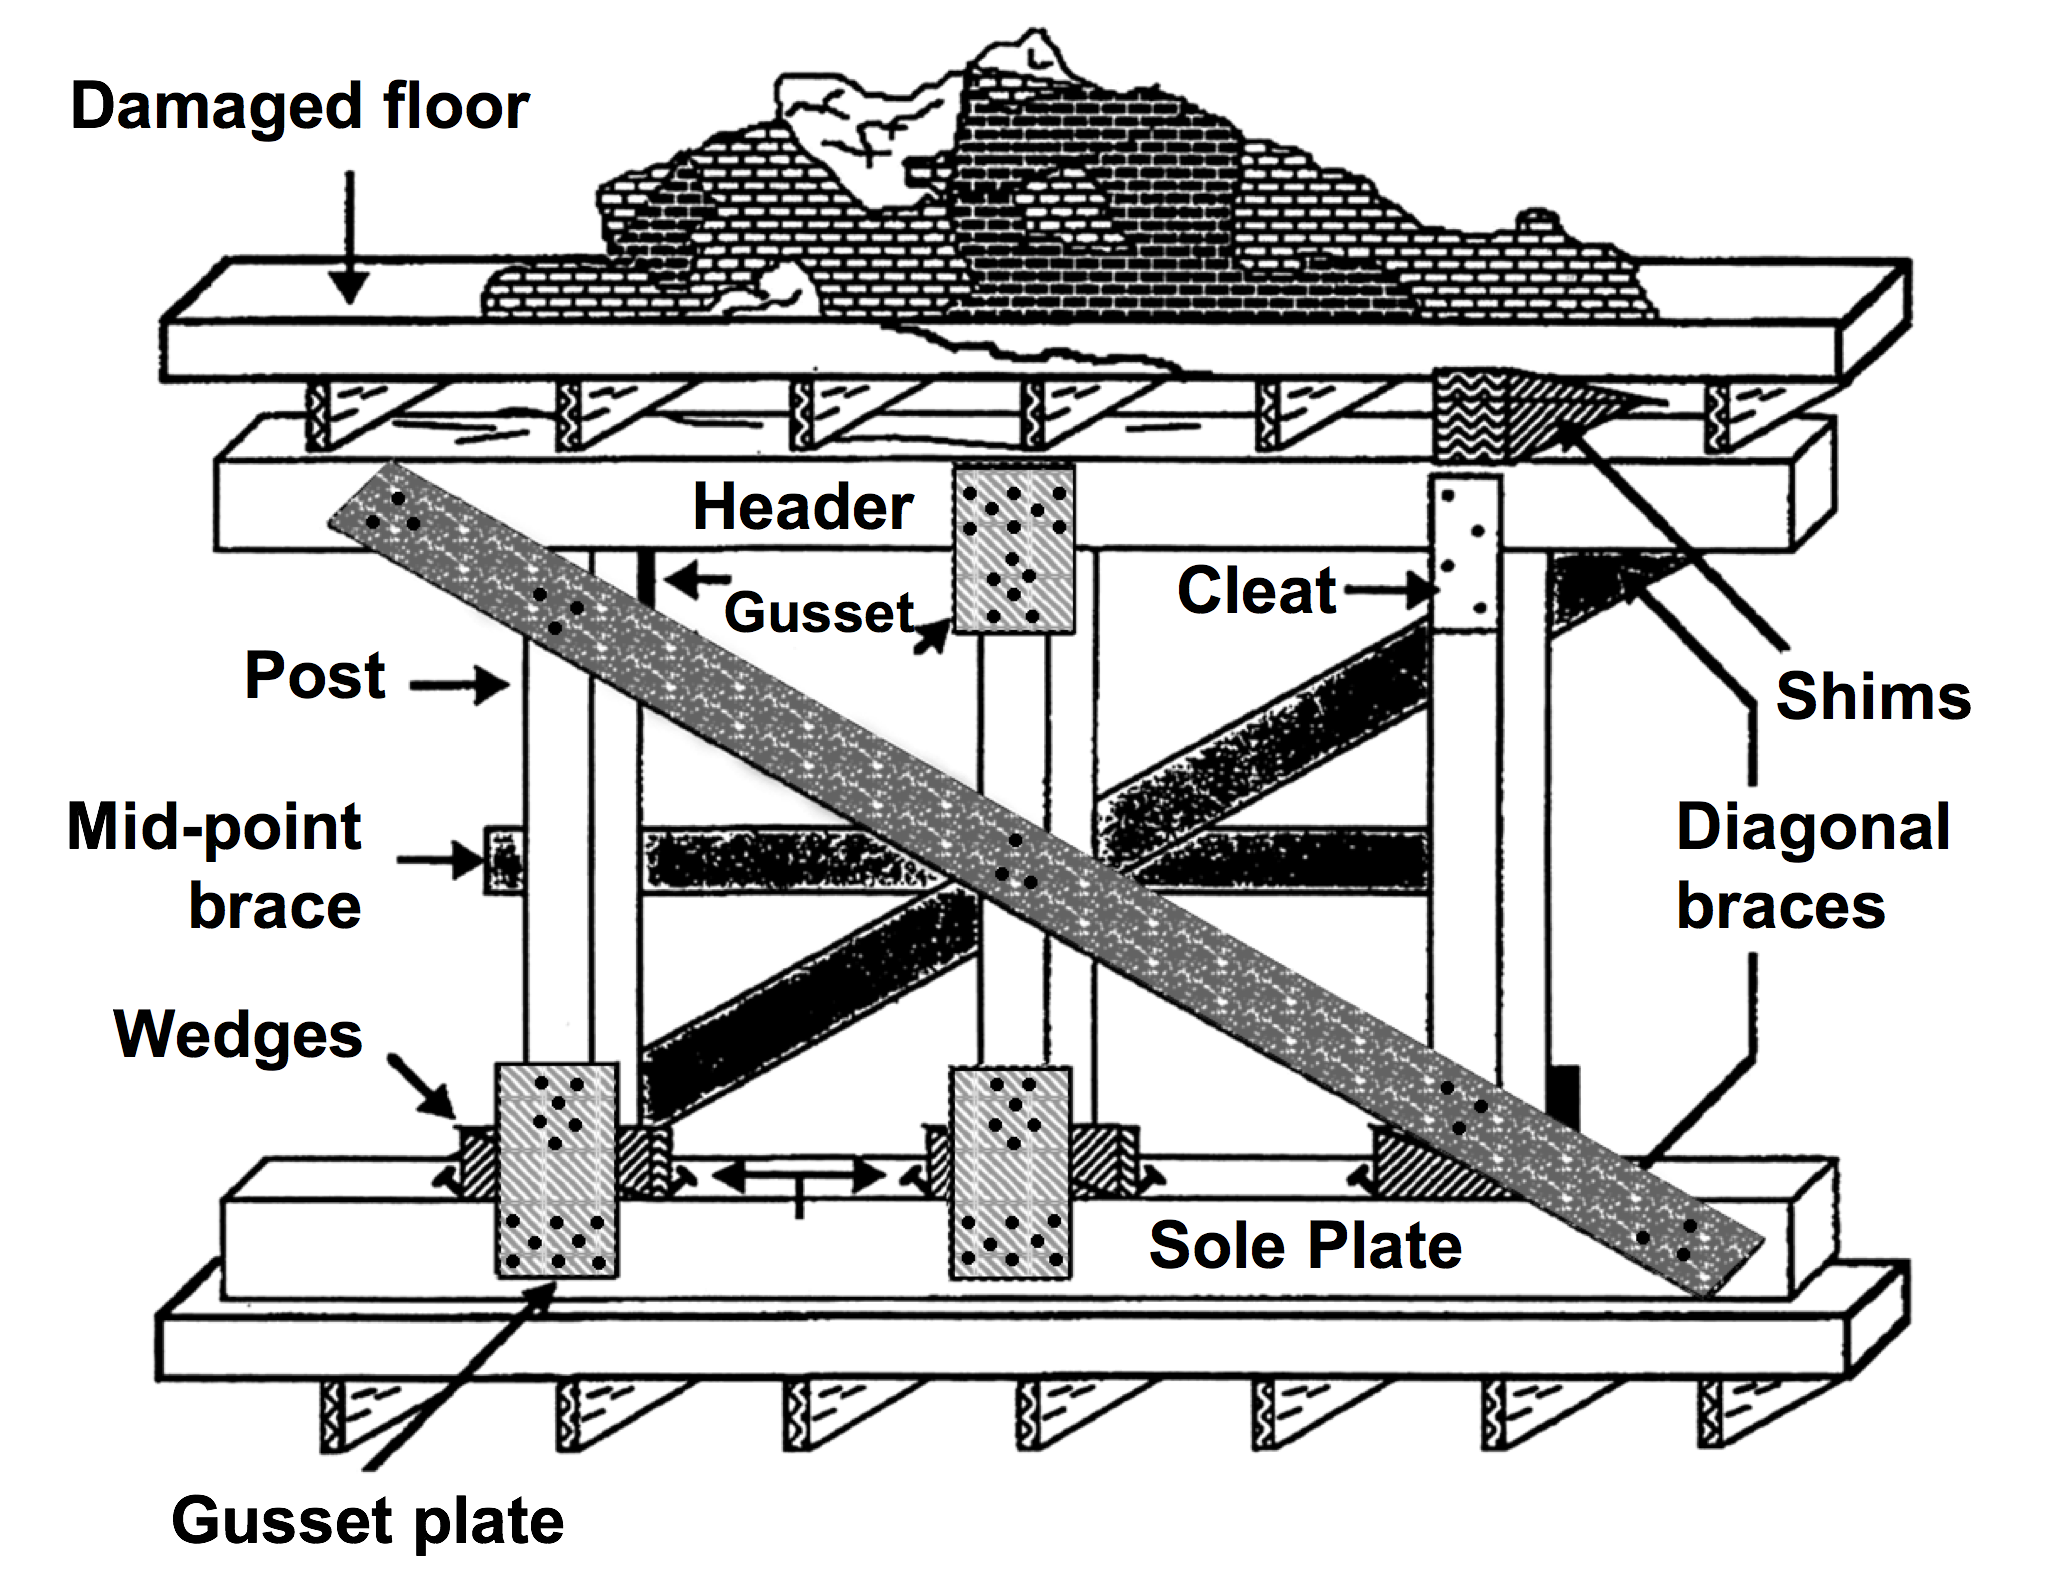 Damaged floor
Header
Gusset
Cleat
Post
Shims
Mid-point
brace
Diagonal
braces
Wedges
Sole Plate
Gusset plate